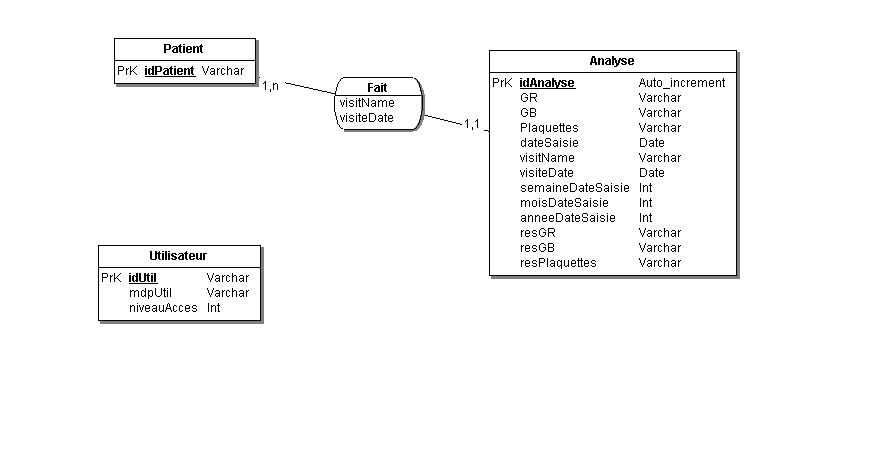 Patient
PrK idPatient Varchar
1,n
Fait
visitName
visiteDate
1,1
Analyse
PrK idAnalyse Auto_increment
GR Varchar
GB Varchar
Plaquettes Varchar
dateSaisie Date
visitName Varchar
visiteDate Date
semaineDateSaisie Int
moisDateSaisie Int
anneeDateSaisie Int
resGR Varchar
resGB Varchar
resPlaquettes Varchar
Utilisateur
PrK idUtil Varchar
mdpUtil Varchar
niveauAcces Int